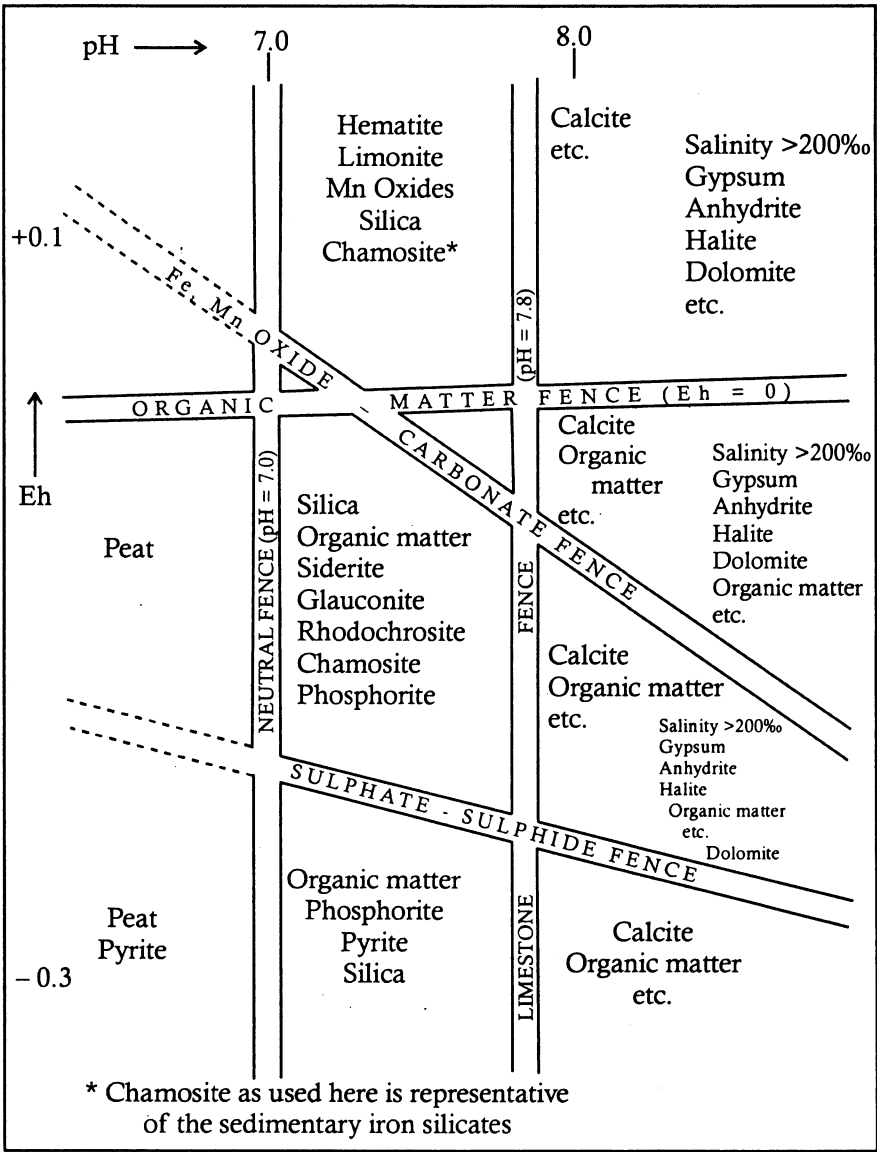 pH
7.0
8.0
Hematite
Limonite
Mn Oxides
Silica
Chamosite*
Calcite
etc.
Salinity >200‰
Gypsum
Anhydrite
Halite
Dolomite
etc.
+0.1
Fe, Mn OXIDE - CARBONATE FENCE
(pH = 7.8)
ORGANIC MATTER FENCE (Eh = 0)
Eh
Peat
NEUTRAL FENCE (pH = 7.0)
Silica
Organic matter
Siderite
Glauconite
Rhodochrosite
Chamosite
Phosphorite
Calcite
Organic
matter
etc.
Salinity >200‰
Gypsum
Anhydrite
Halite
Dolomite
Organic matter
etc.
LIMESTONE FENCE
Calcite
Organic matter
etc.
Salinity >200‰
Gypsum
Anhydrite
Halite
Organic matter
etc.
Dolomite
SULPHATE - SULPHIDE FENCE
Peat
Pyrite
Organic matter
Phosphorite
Pyrite
Silica
Calcite
Organic matter
etc.
– 0.3
* Chamosite as used here is representative
of the sedimentary iron silicates